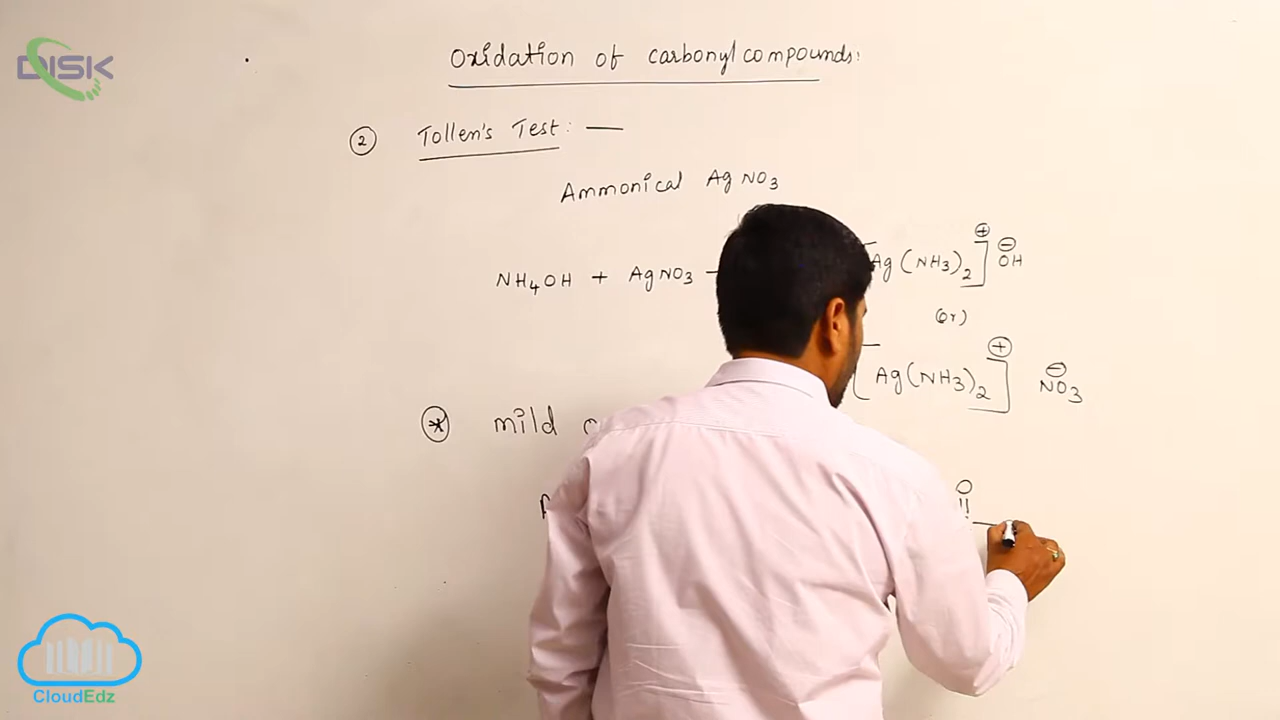 DISK
Oxidation of carbonyl compounds:
② Tollen's Test: —
Ammonical AgNO3
NH4OH + AgNO3 Ag(NH3)2]⊕ ⊖OH
(or)
[Ag(NH3)2]⊕ NO3⊖
* mild
O
CloudEdz